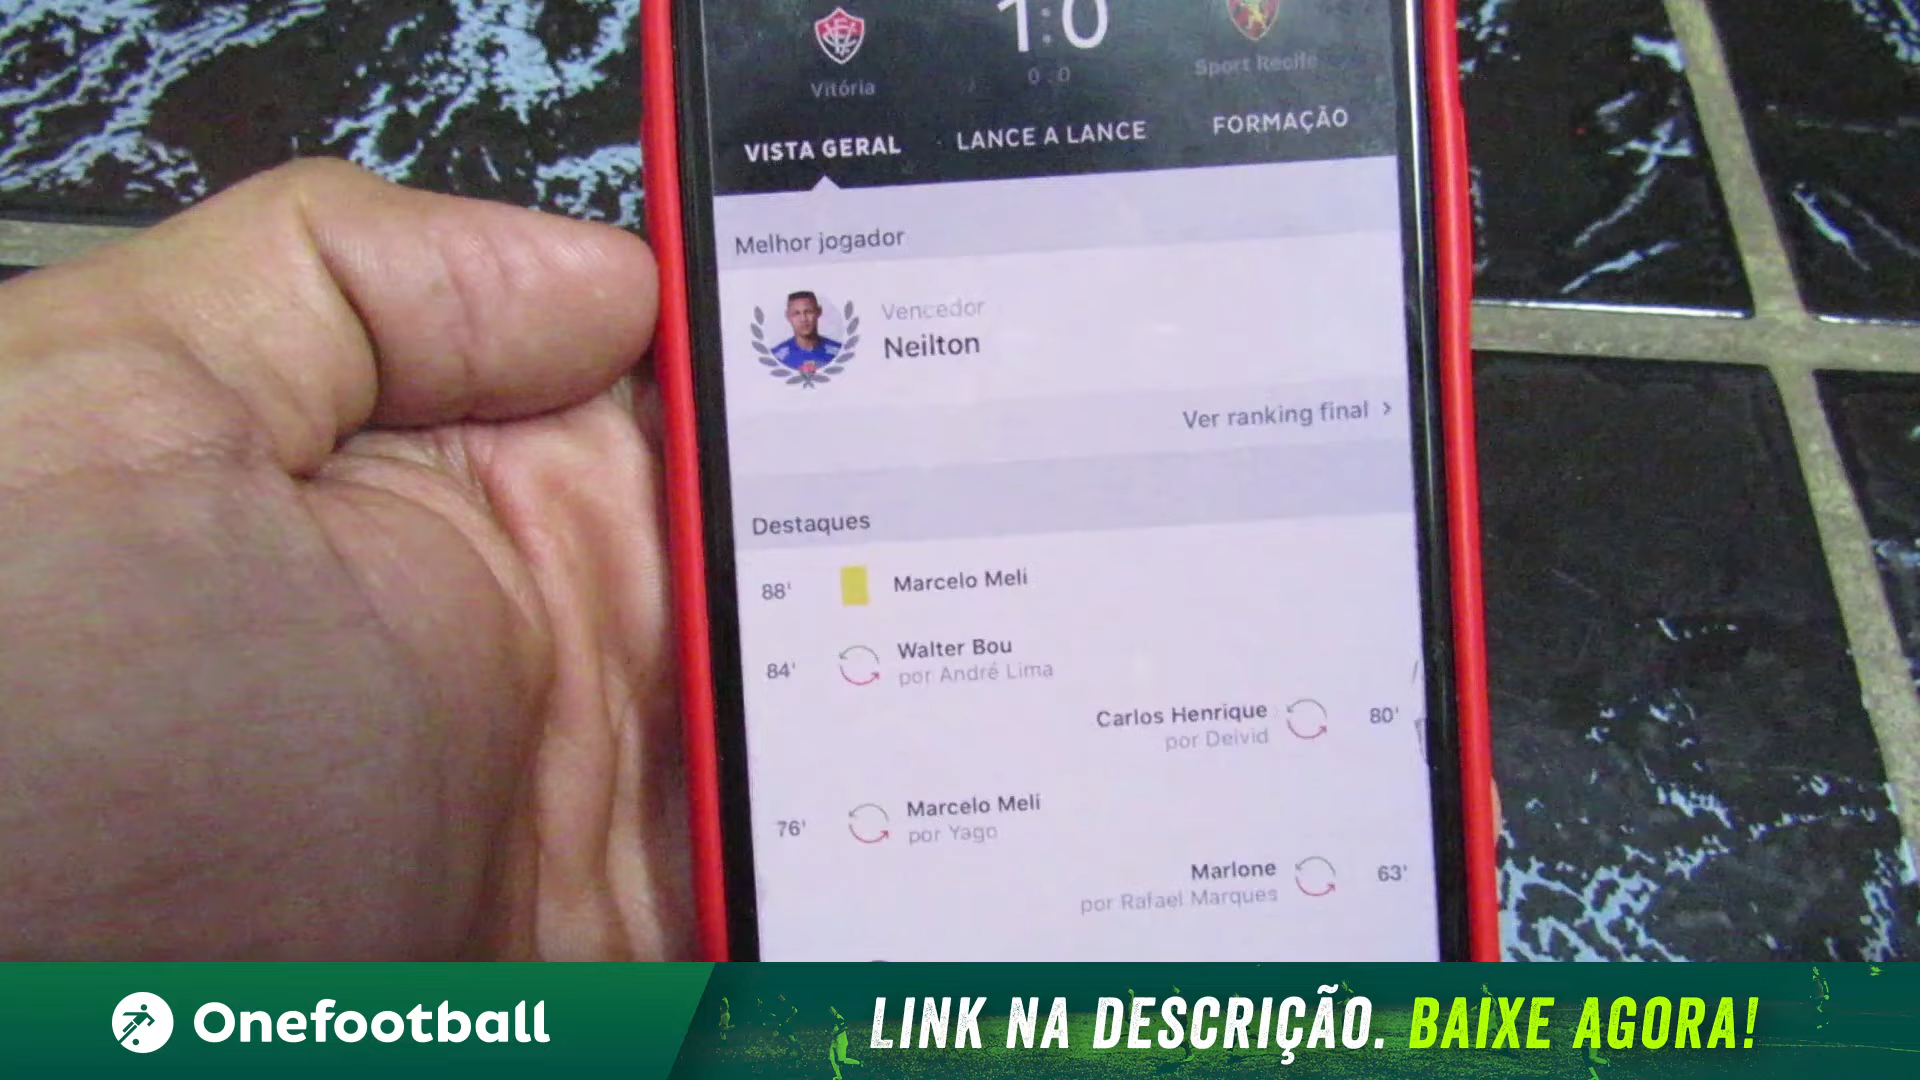 1:0
Vitória
0 : 0
Sport Recife
VISTA GERAL
LANCE A LANCE
FORMAÇÃO
Melhor jogador
Vencedor
Neilton
Ver ranking final >
Destaques
88' Marcelo Meli
84' Walter Bou
por André Lima
Carlos Henrique 80'
por Deivid
76' Marcelo Meli
por Yago
Marlone 63'
por Rafael Marques
Onefootball
LINK NA DESCRIÇÃO. BAIXE AGORA!